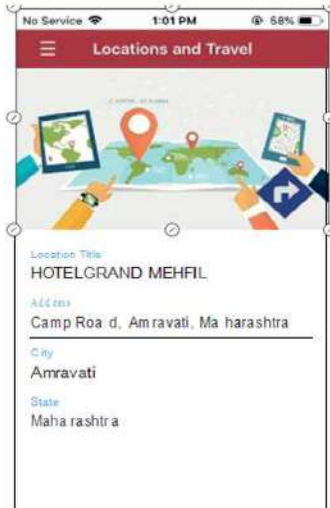 No Service 1:01 PM 58%
Locations and Travel
Location Title
HOTELGRAND MEHFIL
Address
Camp Roa d, Am ravati, Ma harashtra
City
Amravati
State
Maha rashtra